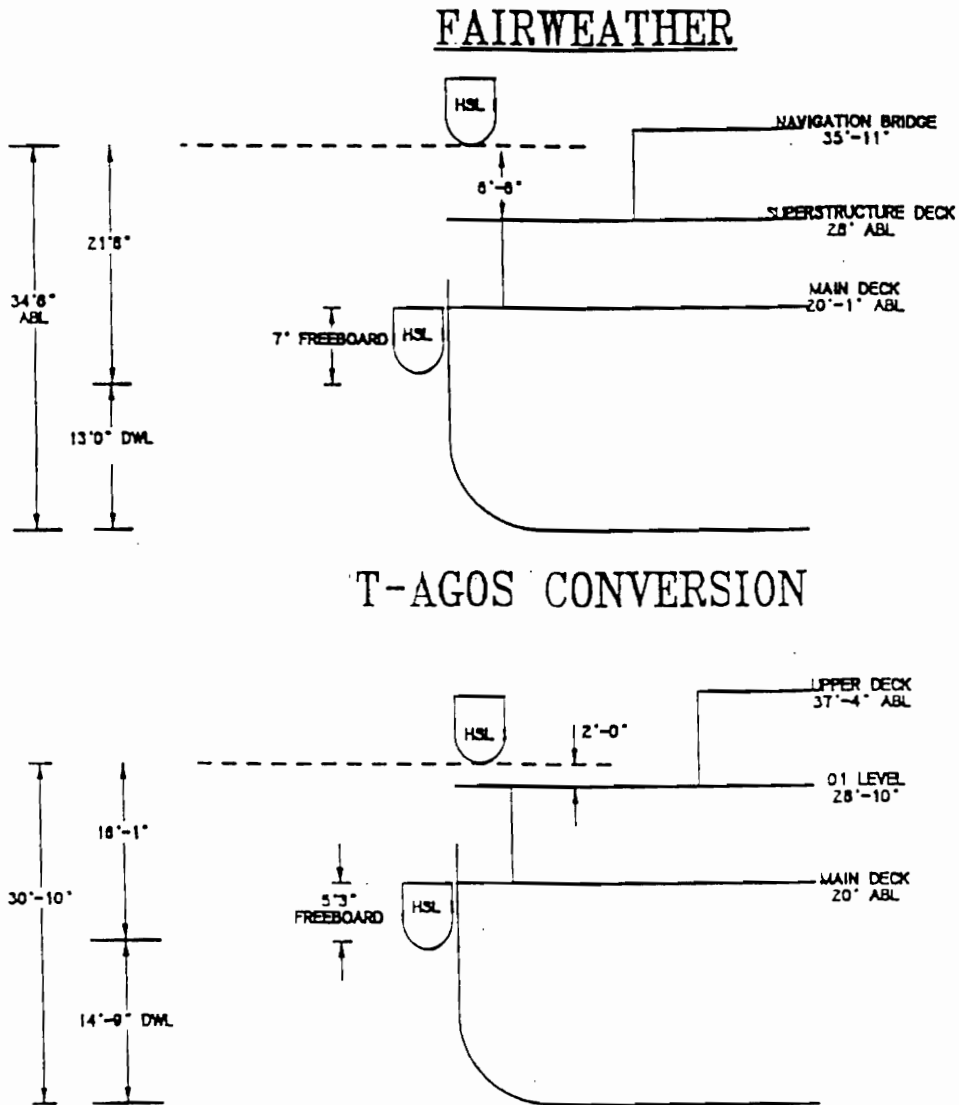 FAIRWEATHER
HSL
NAVIGATION BRIDGE
35'-11"
6'-6"
SUPERSTRUCTURE DECK
28' ABL
21'6"
34'6"
ABL
MAIN DECK
20'-1" ABL
7' FREEBOARD
HSL
13'0" DWL
T-AGOS CONVERSION
UPPER DECK
37'-4" ABL
HSL
2'-0"
01 LEVEL
28'-10"
16'-1"
30'-10"
5'3"
FREEBOARD
HSL
MAIN DECK
20' ABL
14'-9" DWL